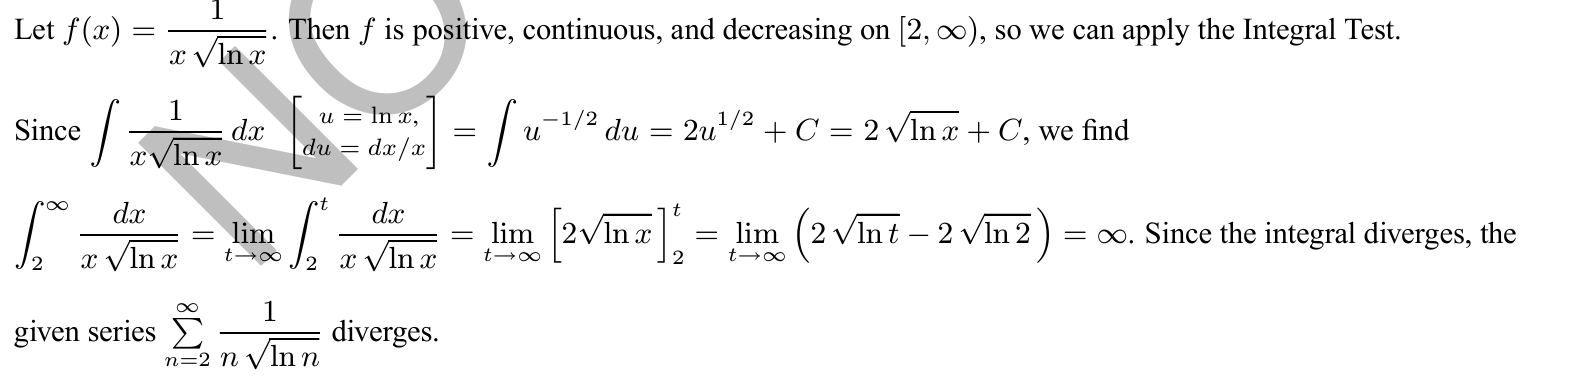 Let f(x) = 1/(x √(ln x)). Then f is positive, continuous, and decreasing on [2, ∞), so we can apply the Integral Test.
Since ∫ 1/(x√(ln x)) dx [u = ln x, du = dx/x] = ∫ u^(−1/2) du = 2u^(1/2) + C = 2 √(ln x) + C, we find
∫_2^∞ dx/(x √(ln x)) = lim_{t→∞} ∫_2^t dx/(x √(ln x)) = lim_{t→∞} [2√(ln x)]_2^t = lim_{t→∞} (2 √(ln t) − 2 √(ln 2)) = ∞. Since the integral diverges, the
given series ∑_{n=2}^∞ 1/(n √(ln n)) diverges.